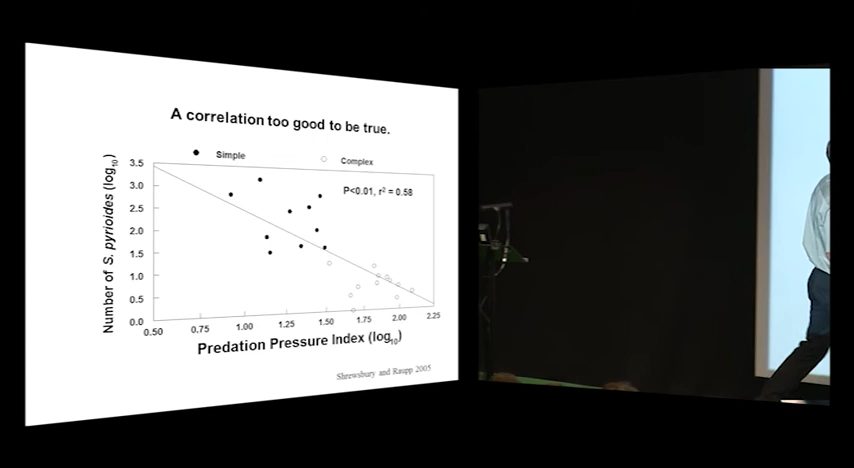 A correlation too good to be true.
Simple
Complex
P<0.01, r² = 0.58
Number of S. pyrioides (log₁₀)
3.5
3.0
2.5
2.0
1.5
1.0
0.5
0.0
0.50
0.75
1.00
1.25
1.50
1.75
2.00
2.25
Predation Pressure Index (log₁₀)
Shrewsbury and Raupp 2005